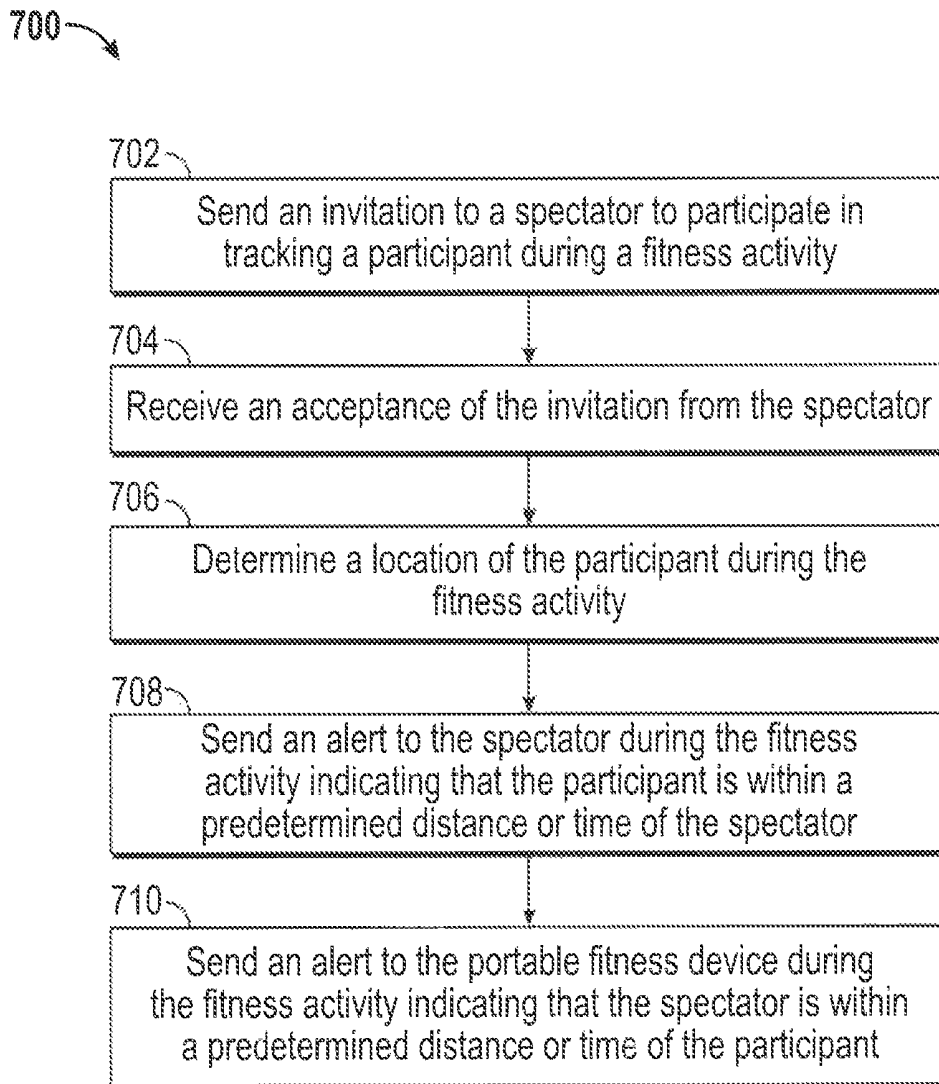 700
702
Send an invitation to a spectator to participate in
tracking a participant during a fitness activity
704
Receive an acceptance of the invitation from the spectator
706
Determine a location of the participant during the
fitness activity
708
Send an alert to the spectator during the fitness
activity indicating that the participant is within a
predetermined distance or time of the spectator
710
Send an alert to the portable fitness device during
the fitness activity indicating that the spectator is within
a predetermined distance or time of the participant